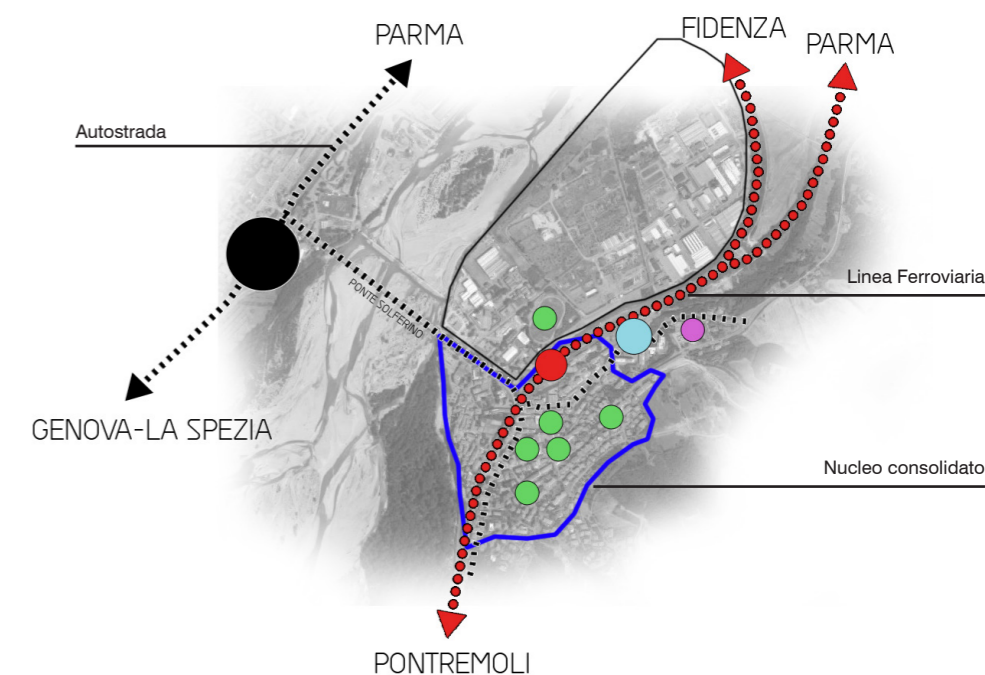 FIDENZA
PARMA
PARMA
Autostrada
Linea Ferroviaria
PONTE SOLFERINO
GENOVA-LA SPEZIA
Nucleo consolidato
PONTREMOLI